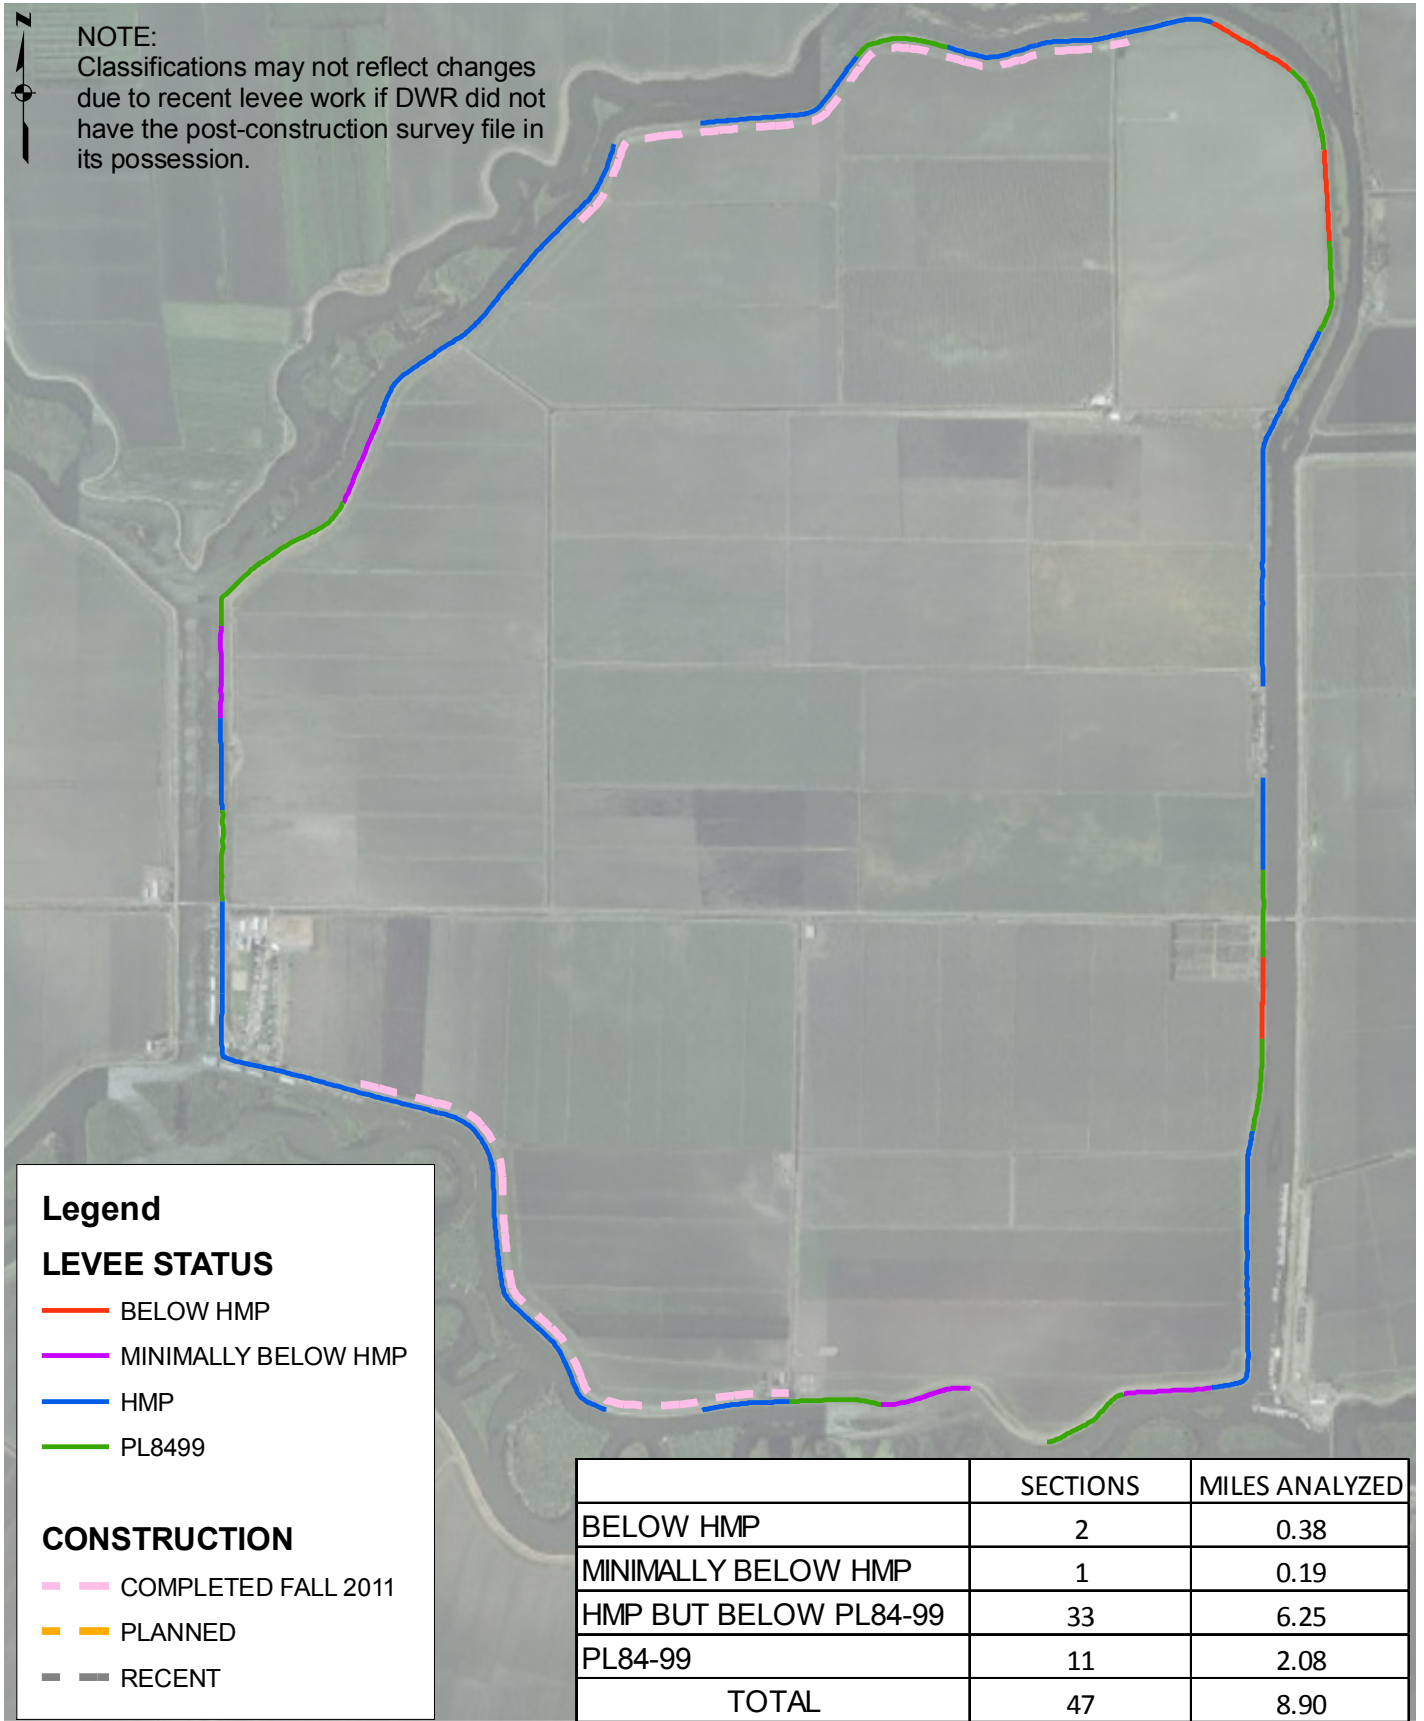 N
NOTE:
Classifications may not reflect changes
due to recent levee work if DWR did not
have the post-construction survey file in
its possession.
Legend
LEVEE STATUS
BELOW HMP
MINIMALLY BELOW HMP
HMP
PL8499
CONSTRUCTION
COMPLETED FALL 2011
PLANNED
RECENT
SECTIONS MILES ANALYZED
BELOW HMP 2 0.38
MINIMALLY BELOW HMP 1 0.19
HMP BUT BELOW PL84-99 33 6.25
PL84-99 11 2.08
TOTAL 47 8.90